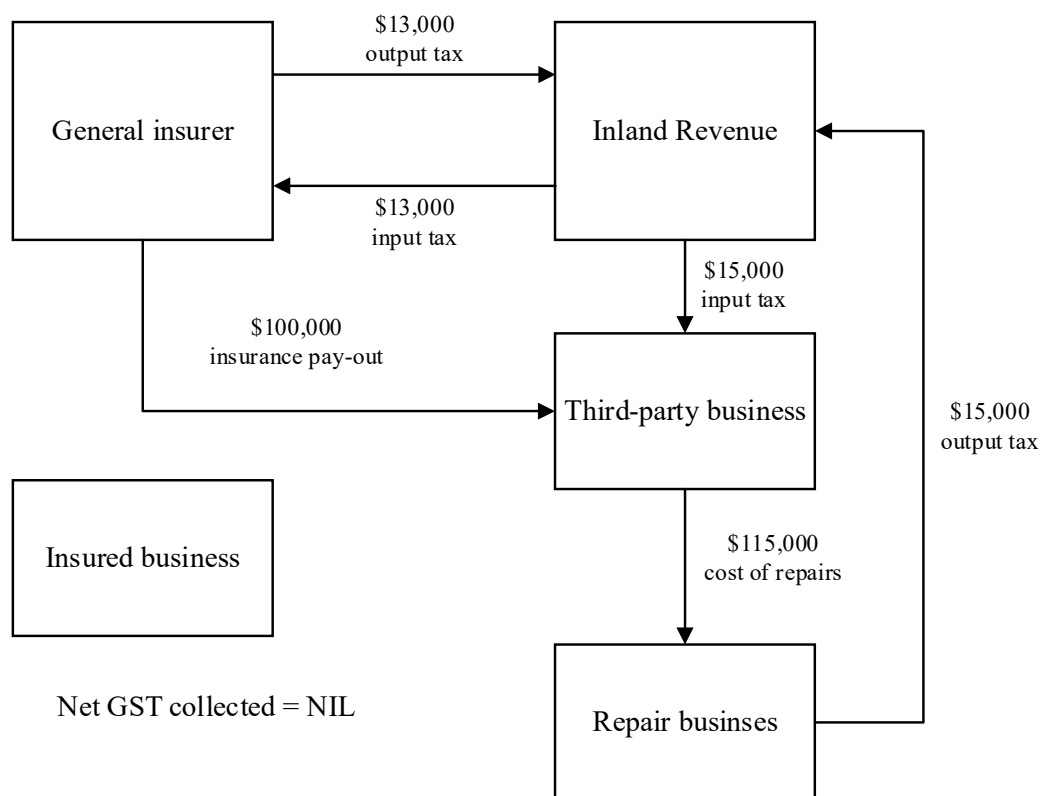 $13,000
output tax
General insurer
Inland Revenue
$13,000
input tax
$15,000
input tax
$100,000
insurance pay-out
Third-party business
$15,000
output tax
Insured business
$115,000
cost of repairs
Net GST collected = NIL
Repair businses